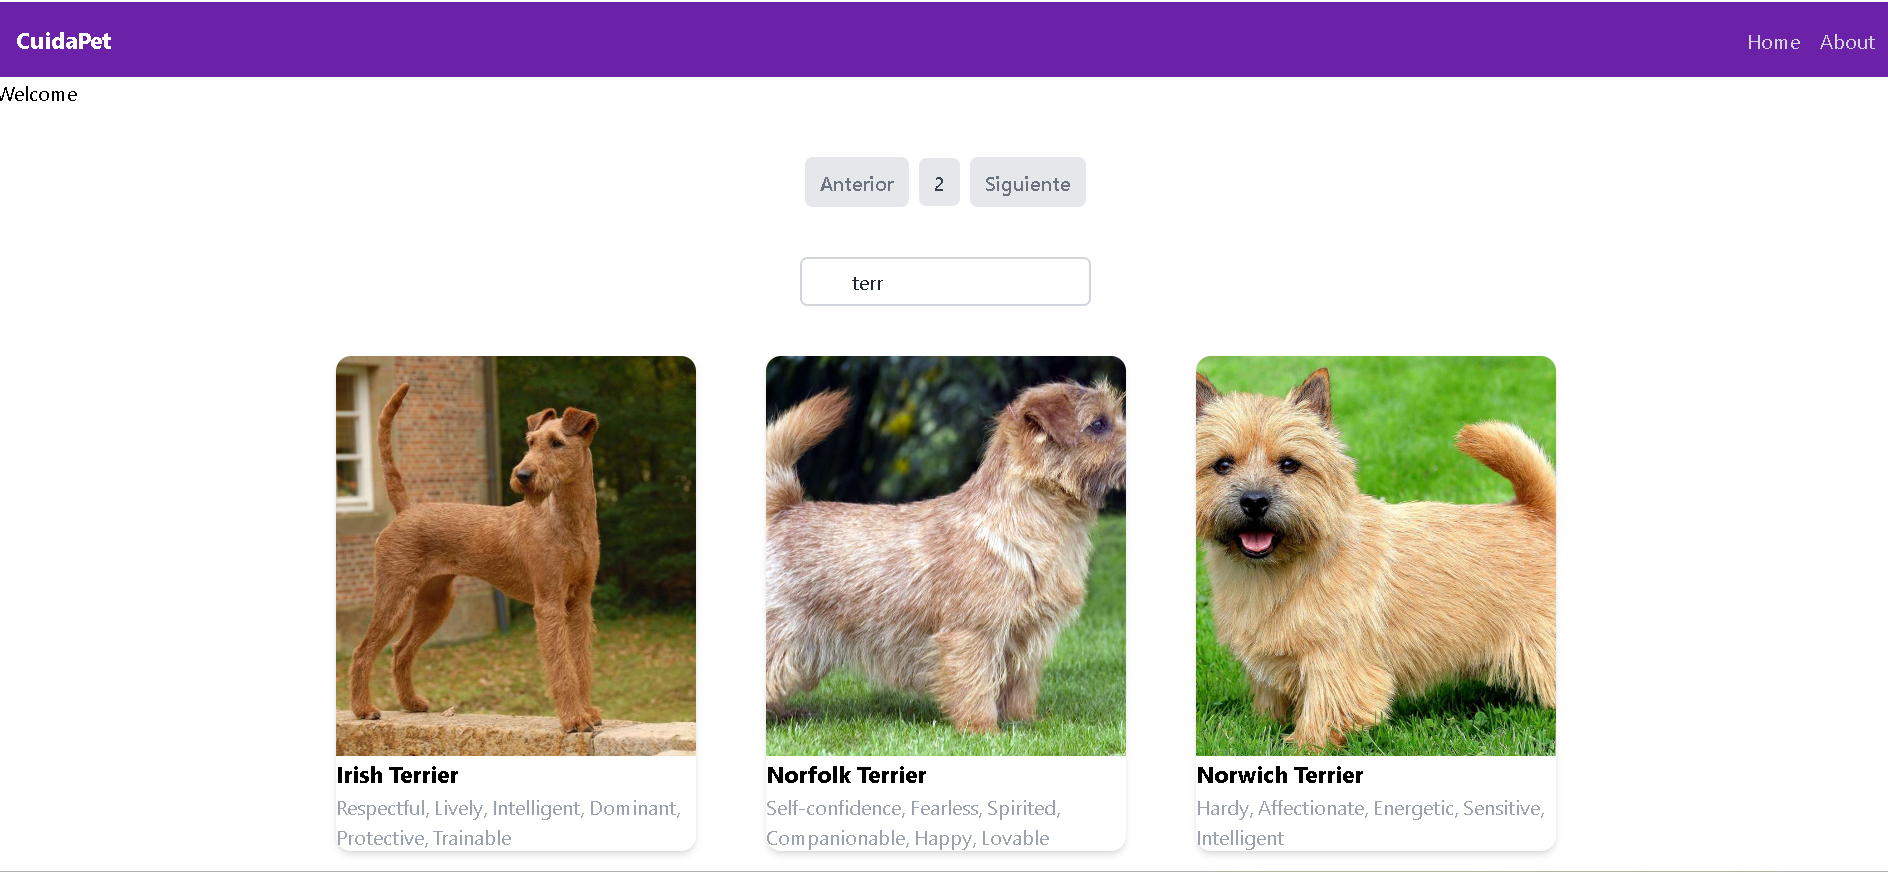 CuidaPet
Home About
Welcome
Anterior 2 Siguiente
terr
Irish Terrier
Respectful, Lively, Intelligent, Dominant,
Protective, Trainable
Norfolk Terrier
Self-confidence, Fearless, Spirited,
Companionable, Happy, Lovable
Norwich Terrier
Hardy, Affectionate, Energetic, Sensitive,
Intelligent